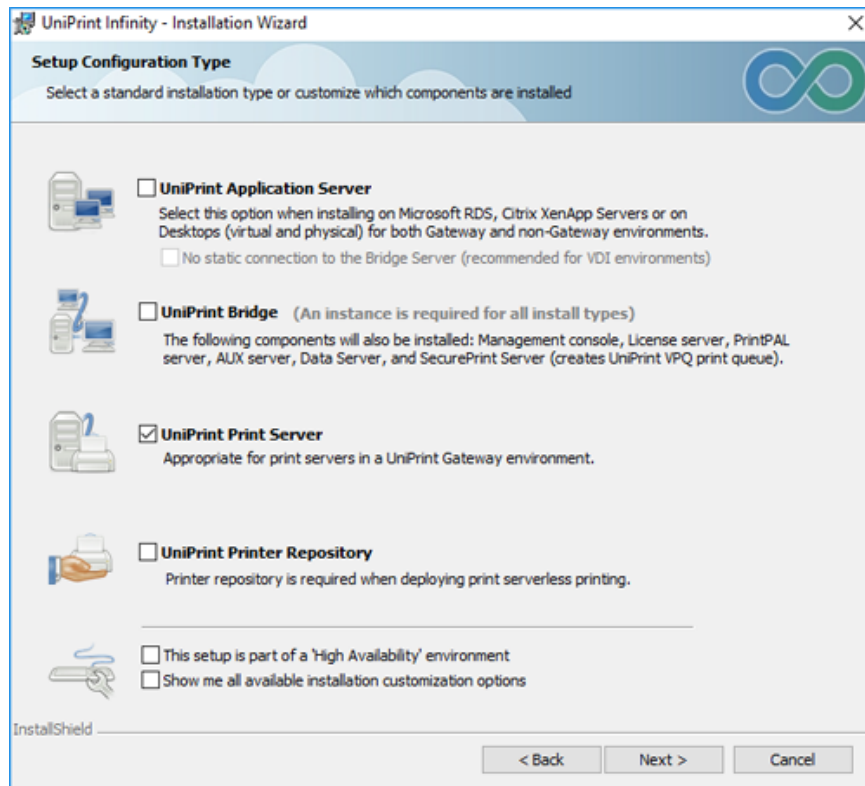 UniPrint Infinity - Installation Wizard
Setup Configuration Type
Select a standard installation type or customize which components are installed
UniPrint Application Server
Select this option when installing on Microsoft RDS, Citrix XenApp Servers or on
Desktops (virtual and physical) for both Gateway and non-Gateway environments.
No static connection to the Bridge Server (recommended for VDI environments)
UniPrint Bridge (An instance is required for all install types)
The following components will also be installed: Management console, License server, PrintPAL
server, AUX server, Data Server, and SecurePrint Server (creates UniPrint VPQ print queue).
UniPrint Print Server
Appropriate for print servers in a UniPrint Gateway environment.
UniPrint Printer Repository
Printer repository is required when deploying print serverless printing.
This setup is part of a 'High Availability' environment
Show me all available installation customization options
InstallShield
< Back Next > Cancel